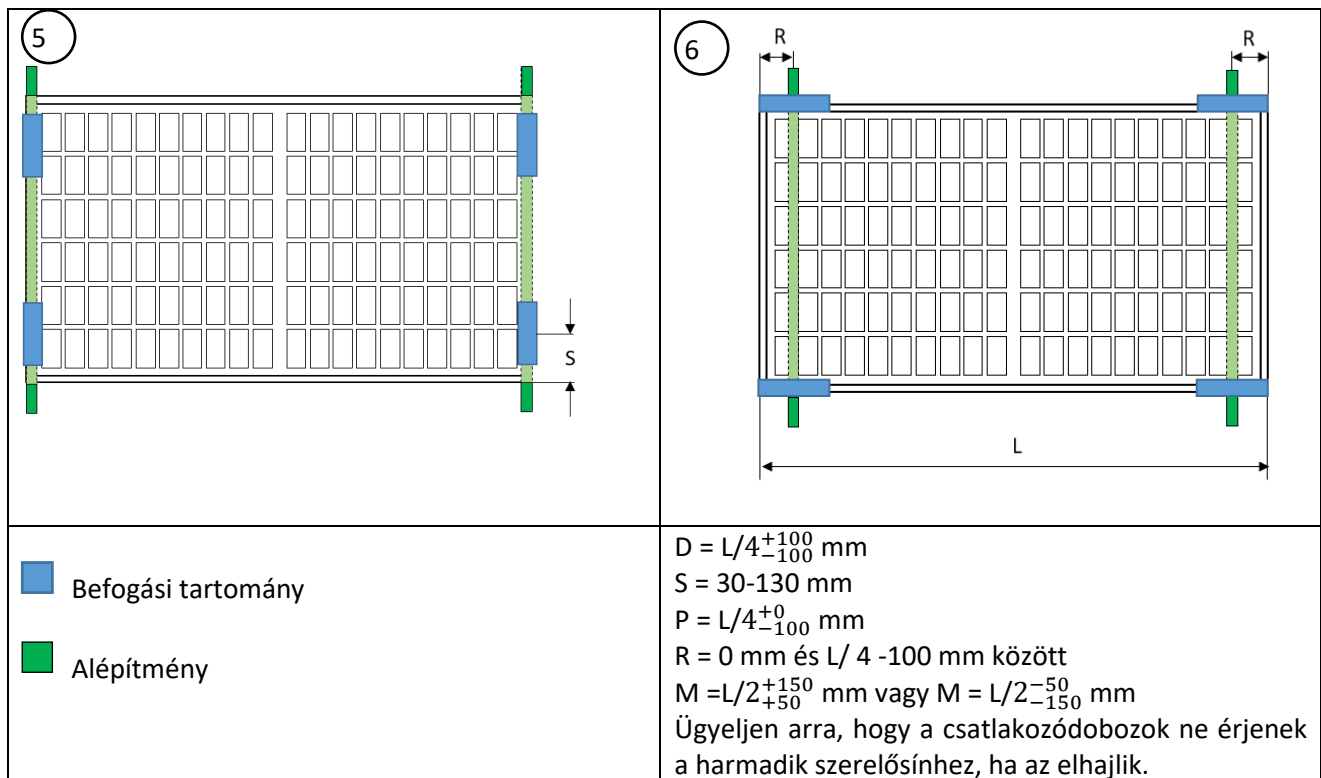 5
S
6
R R
L
Befogási tartomány
Alépítmény
D = L/4⁺¹⁰⁰₋₁₀₀ mm
S = 30-130 mm
P = L/4⁺⁰₋₁₀₀ mm
R = 0 mm és L/ 4 -100 mm között
M =L/2⁺¹⁵⁰₊₅₀ mm vagy M = L/2⁻⁵⁰₋₁₅₀ mm
Ügyeljen arra, hogy a csatlakozódobozok ne érjenek
a harmadik szerelősínhez, ha az elhajlik.